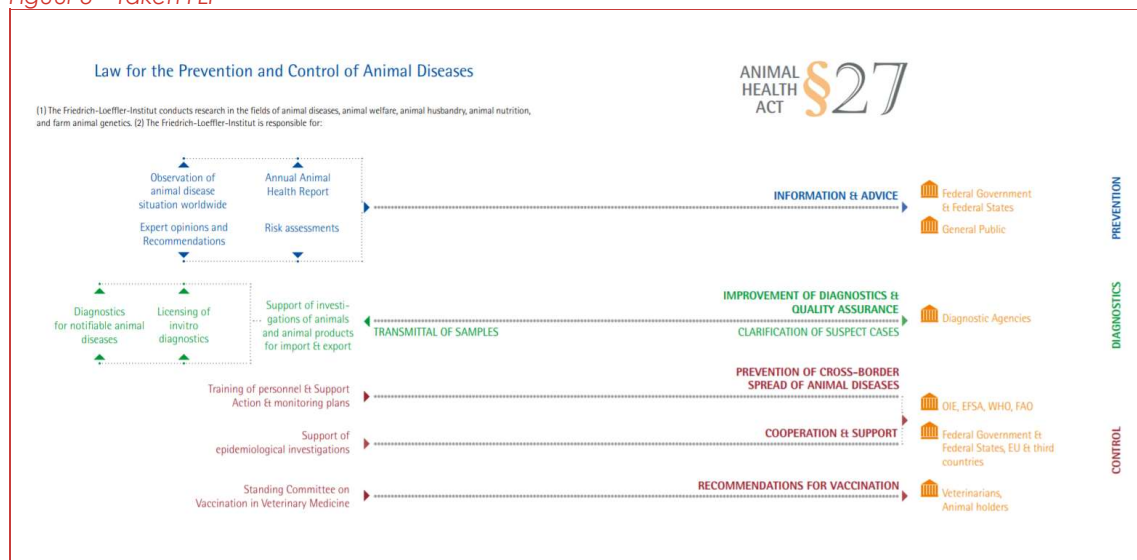 Law for the Prevention and Control of Animal Diseases
ANIMAL
HEALTH
ACT
§27
(1) The Friedrich-Loeffler-Institut conducts research in the fields of animal diseases, animal welfare, animal husbandry, animal nutrition,
and farm animal genetics. (2) The Friedrich-Loeffler-Institut is responsible for:
Observation of
animal disease
situation worldwide
Annual Animal
Health Report
Expert opinions and
Recommendations
Risk assessments
INFORMATION & ADVICE
Federal Government
& Federal States
General Public
PREVENTION
Diagnostics
for notifiable animal
diseases
Licensing of
invitro
diagnostics
Support of investi-
gations of animals
and animal products
for import & export
TRANSMITTAL OF SAMPLES
IMPROVEMENT OF DIAGNOSTICS &
QUALITY ASSURANCE
CLARIFICATION OF SUSPECT CASES
Diagnostic Agencies
DIAGNOSTICS
Training of personnel & Support
Action & monitoring plans
PREVENTION OF CROSS-BORDER
SPREAD OF ANIMAL DISEASES
OIE, EFSA, WHO, FAO
Support of
epidemiological investigations
COOPERATION & SUPPORT
Federal Government &
Federal States, EU & third
countries
CONTROL
Standing Committee on
Vaccination in Veterinary Medicine
RECOMMENDATIONS FOR VACCINATION
Veterinarians,
Animal holders